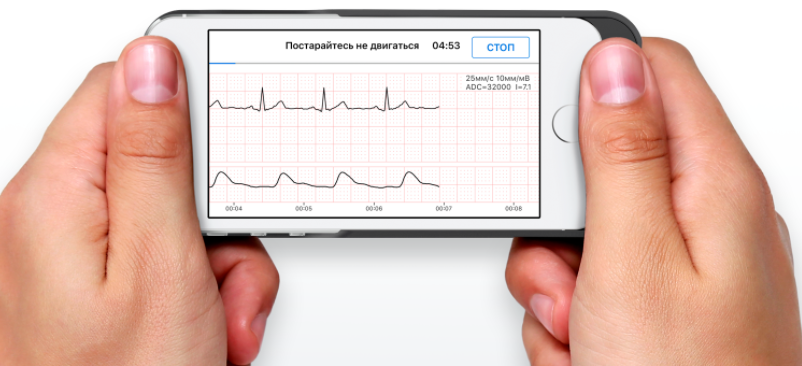 Постарайтесь не двигаться 04:53 СТОП
25мм/с 10мм/мВ
ADC=32000 I=7.1
00:04 00:05 00:06 00:07 00:08